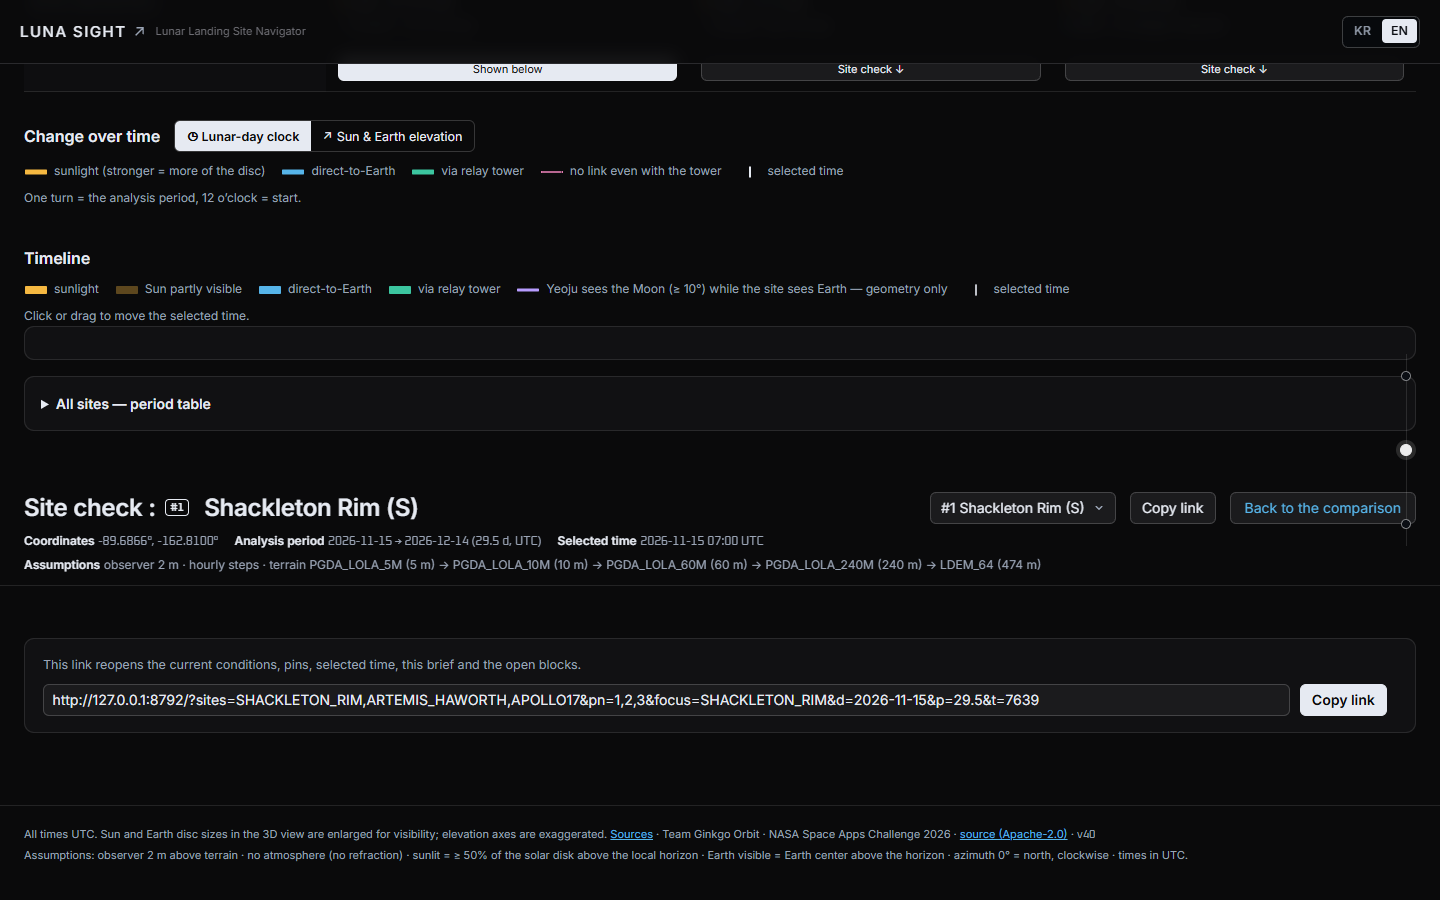 LUNA SIGHT ↗ Lunar Landing Site Navigator KR EN
Shown below Site check ↓ Site check ↓
Change over time Lunar-day clock ↗ Sun & Earth elevation
sunlight (stronger = more of the disc) direct-to-Earth via relay tower no link even with the tower selected time
One turn = the analysis period, 12 o'clock = start.
Timeline
sunlight Sun partly visible direct-to-Earth via relay tower Yeoju sees the Moon (≥ 10°) while the site sees Earth — geometry only selected time
Click or drag to move the selected time.
▶ All sites — period table
Site check : #1 Shackleton Rim (S) #1 Shackleton Rim (S) Copy link Back to the comparison
Coordinates -89.6866°, -162.8100° Analysis period 2026-11-15 → 2026-12-14 (29.5 d, UTC) Selected time 2026-11-15 07:00 UTC
Assumptions observer 2 m · hourly steps · terrain PGDA_LOLA_5M (5 m) → PGDA_LOLA_10M (10 m) → PGDA_LOLA_60M (60 m) → PGDA_LOLA_240M (240 m) → LDEM_64 (474 m)
This link reopens the current conditions, pins, selected time, this brief and the open blocks.
http://127.0.0.1:8792/?sites=SHACKLETON_RIM,ARTEMIS_HAWORTH,APOLLO17&pn=1,2,3&focus=SHACKLETON_RIM&d=2026-11-15&p=29.5&t=7639 Copy link
All times UTC. Sun and Earth disc sizes in the 3D view are enlarged for visibility; elevation axes are exaggerated. Sources · Team Ginkgo Orbit · NASA Space Apps Challenge 2026 · source (Apache-2.0) · v40
Assumptions: observer 2 m above terrain · no atmosphere (no refraction) · sunlit = ≥ 50% of the solar disk above the local horizon · Earth visible = Earth center above the horizon · azimuth 0° = north, clockwise · times in UTC.